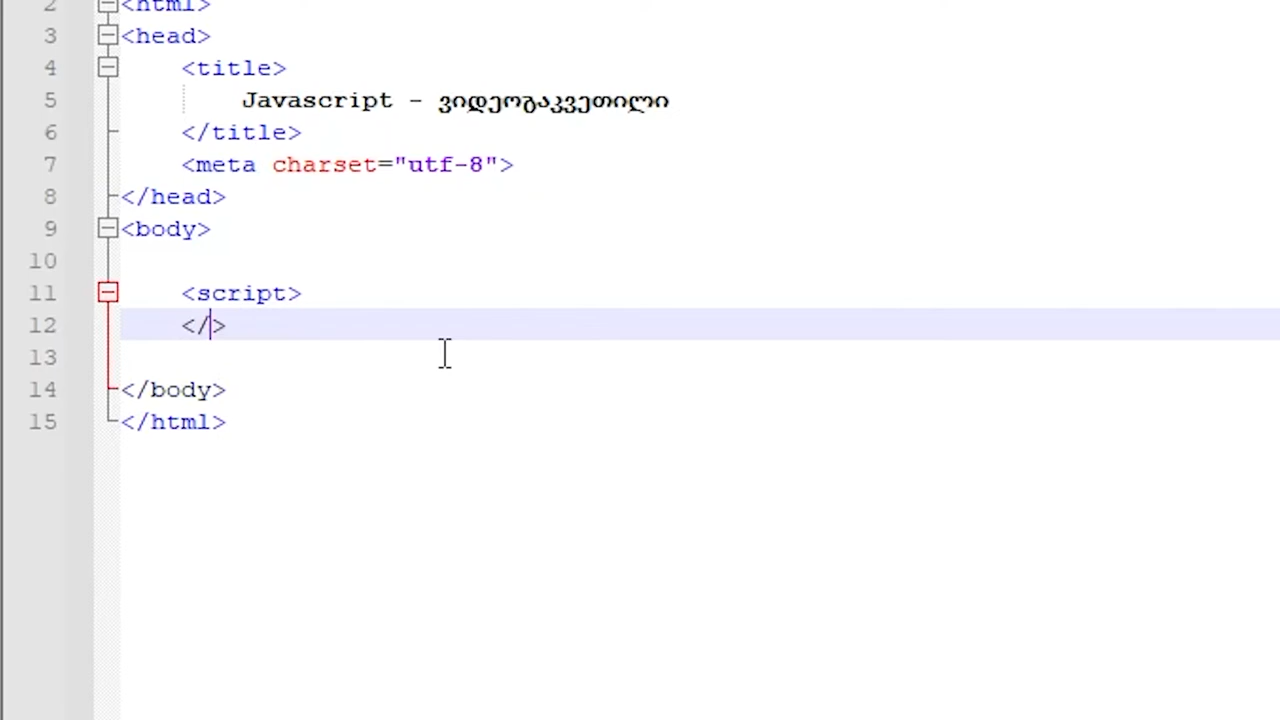 2 <html>
3 <head>
4 <title>
5 Javascript - ვიდეოგაკვეთილი
6 </title>
7 <meta charset="utf-8">
8 </head>
9 <body>
10
11 <script>
12 </>
13
14 </body>
15 </html>